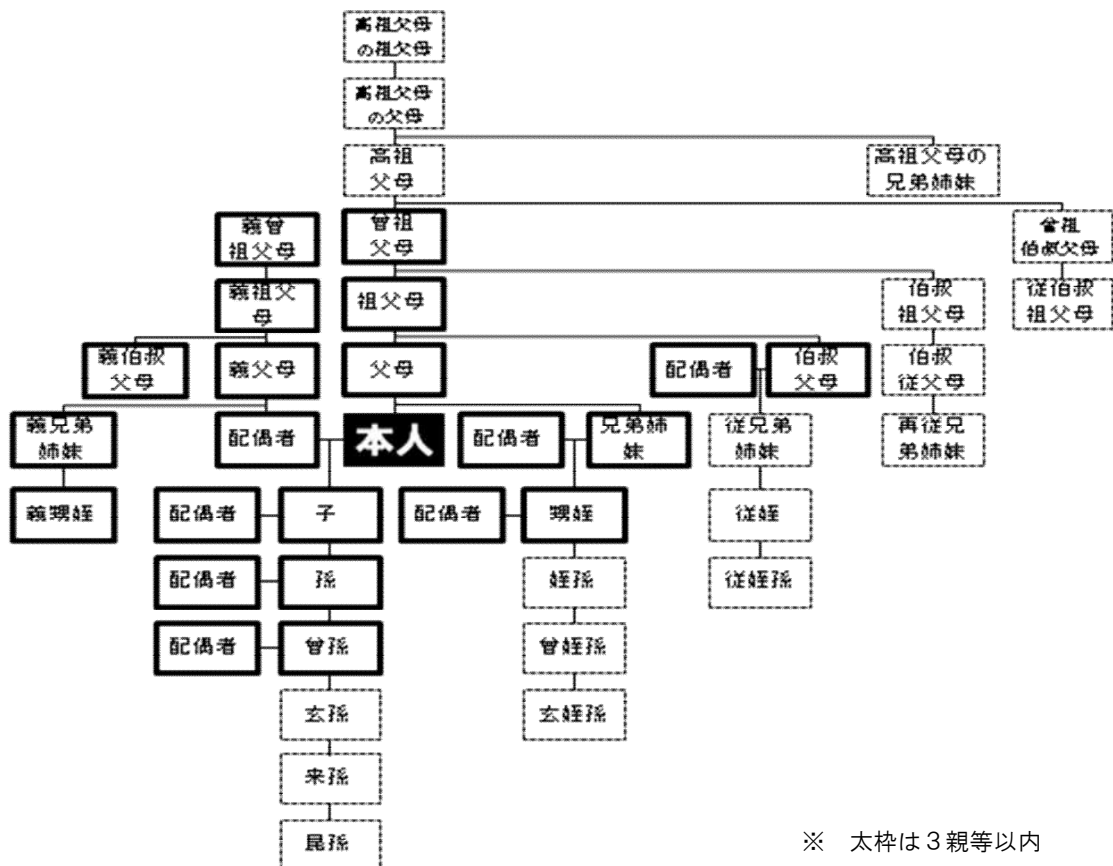 高祖父母
の祖父母
高祖父母
の父母
高祖
父母
高祖父母の
兄弟姉妹
義曾
祖父母
曾祖
父母
曾祖
伯叔父母
義祖父
母
祖父母
伯叔
祖父母
従伯叔
祖父母
義伯叔
父母
義父母
父母
配偶者
伯叔
父母
伯叔
従父母
義兄弟
姉妹
配偶者
本人
配偶者
兄弟姉
妹
従兄弟
姉妹
再従兄
弟姉妹
義甥姪
配偶者
子
配偶者
甥姪
従姪
配偶者
孫
姪孫
従姪孫
配偶者
曾孫
曾姪孫
玄孫
玄姪孫
来孫
昆孫
※ 太枠は3親等以内